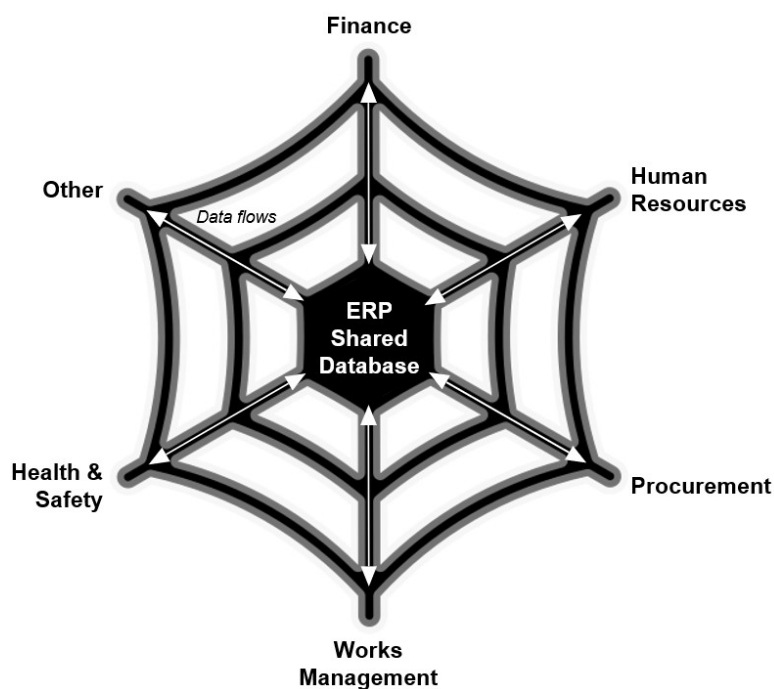 Finance
Other
Human
Resources
Data flows
ERP
Shared
Database
Health &
Safety
Procurement
Works
Management